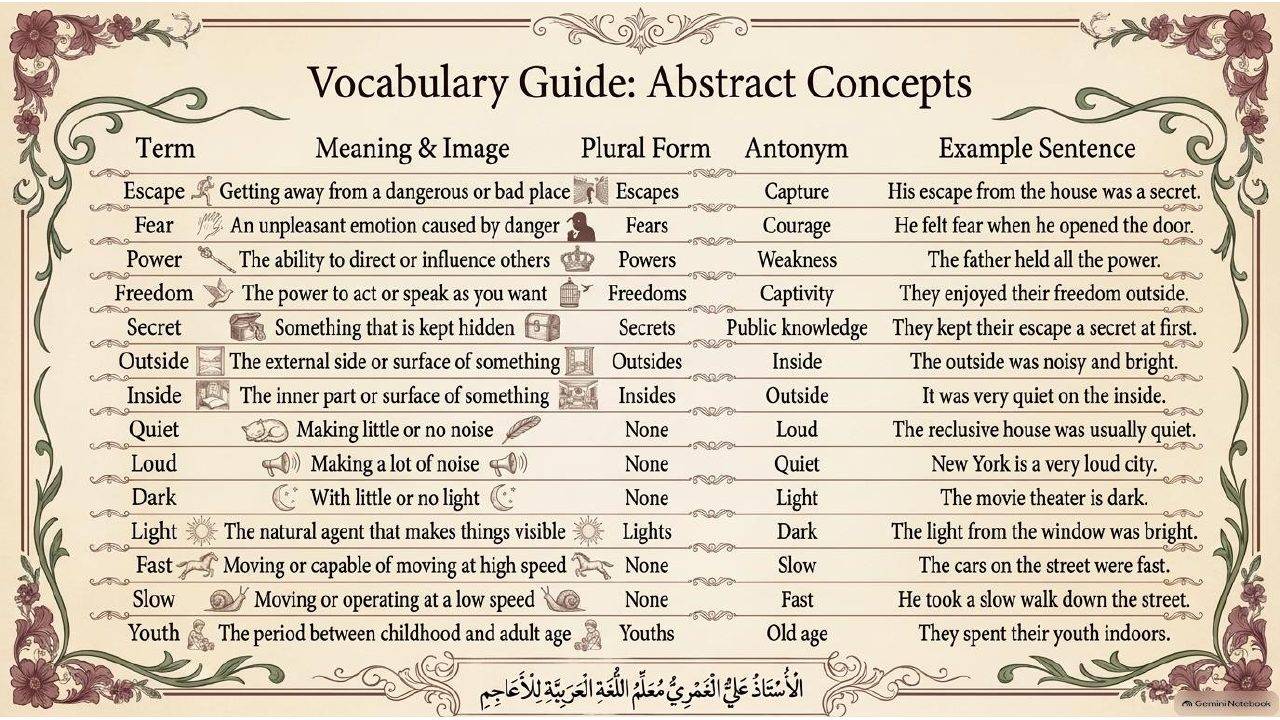 Vocabulary Guide: Abstract Concepts
Term Meaning & Image Plural Form Antonym Example Sentence
Escape Getting away from a dangerous or bad place Escapes Capture His escape from the house was a secret.
Fear An unpleasant emotion caused by danger Fears Courage He felt fear when he opened the door.
Power The ability to direct or influence others Powers Weakness The father held all the power.
Freedom The power to act or speak as you want Freedoms Captivity They enjoyed their freedom outside.
Secret Something that is kept hidden Secrets Public knowledge They kept their escape a secret at first.
Outside The external side or surface of something Outsides Inside The outside was noisy and bright.
Inside The inner part or surface of something Insides Outside It was very quiet on the inside.
Quiet Making little or no noise None Loud The reclusive house was usually quiet.
Loud Making a lot of noise None Quiet New York is a very loud city.
Dark With little or no light None Light The movie theater is dark.
Light The natural agent that makes things visible Lights Dark The light from the window was bright.
Fast Moving or capable of moving at high speed None Slow The cars on the street were fast.
Slow Moving or operating at a low speed None Fast He took a slow walk down the street.
Youth The period between childhood and adult age Youths Old age They spent their youth indoors.
الْأُسْتَاذُ عَلِيُّ الْغَمْرِيُّ مُعَلِّمُ اللُّغَةِ الْعَرَبِيَّةِ لِلْأَعَاجِمِ
Gemini Notebook